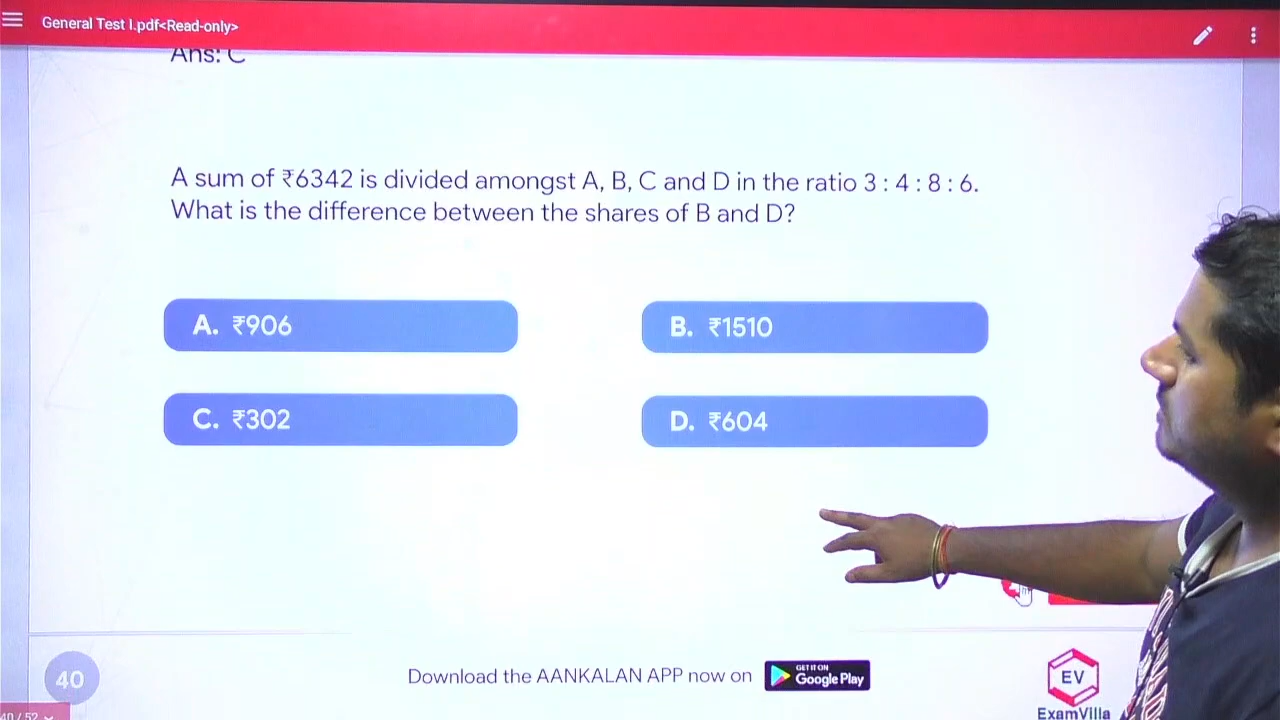 General Test I.pdf<Read-only>
Ans: C
A sum of ₹6342 is divided amongst A, B, C and D in the ratio 3 : 4 : 8 : 6.
What is the difference between the shares of B and D?
A. ₹906
B. ₹1510
C. ₹302
D. ₹604
40
Download the AANKALAN APP now on
GET IT ON
Google Play
EV
ExamVilla
40 / 52